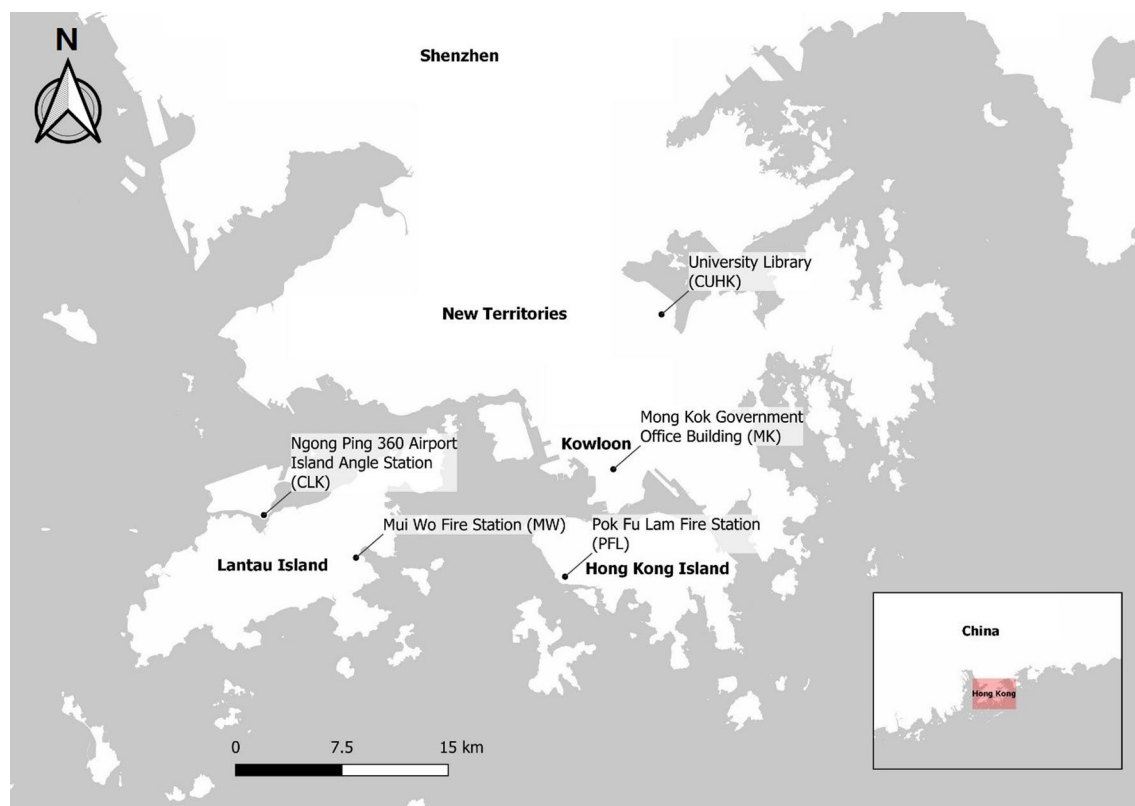 N
Shenzhen
University Library
(CUHK)
New Territories
Mong Kok Government
Office Building (MK)
Kowloon
Ngong Ping 360 Airport
Island Angle Station
(CLK)
Mui Wo Fire Station (MW)
Pok Fu Lam Fire Station
(PFL)
Lantau Island
Hong Kong Island
China
Hong Kong
0 7.5 15 km